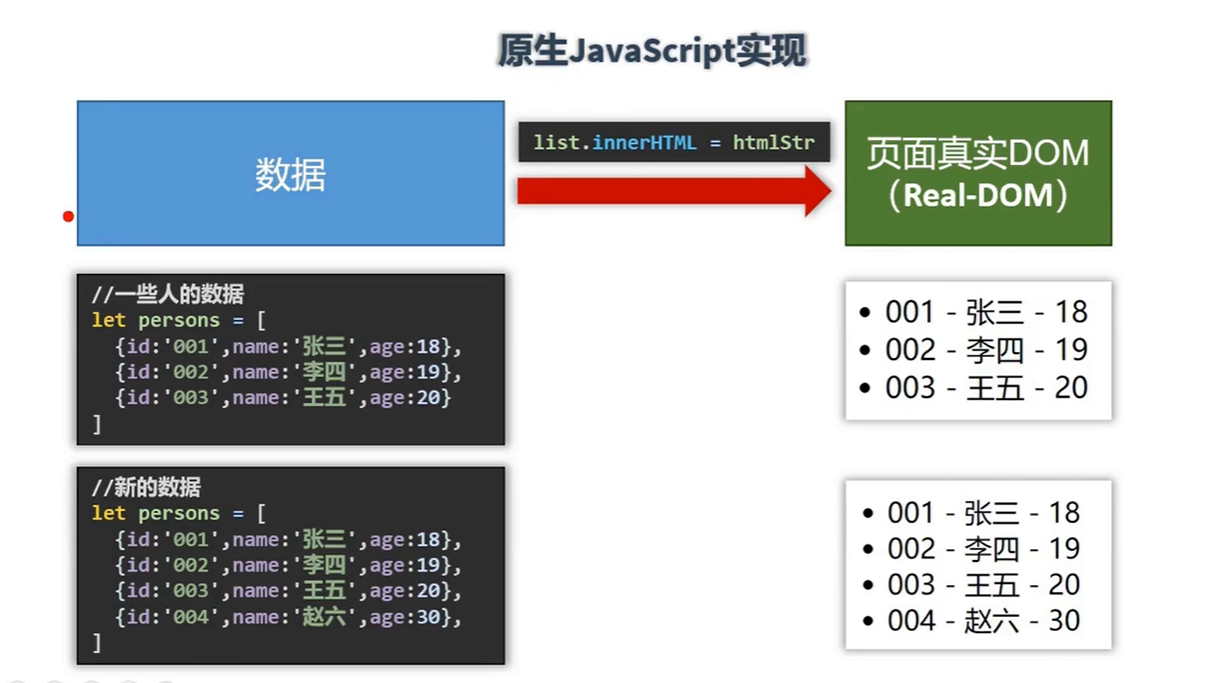 原生JavaScript实现
数据
list.innerHTML = htmlStr
页面真实DOM
（Real-DOM）
//一些人的数据
let persons = [
{id:'001',name:'张三',age:18},
{id:'002',name:'李四',age:19},
{id:'003',name:'王五',age:20}
]
• 001 - 张三 - 18
• 002 - 李四 - 19
• 003 - 王五 - 20
//新的数据
let persons = [
{id:'001',name:'张三',age:18},
{id:'002',name:'李四',age:19},
{id:'003',name:'王五',age:20},
{id:'004',name:'赵六',age:30},
]
• 001 - 张三 - 18
• 002 - 李四 - 19
• 003 - 王五 - 20
• 004 - 赵六 - 30